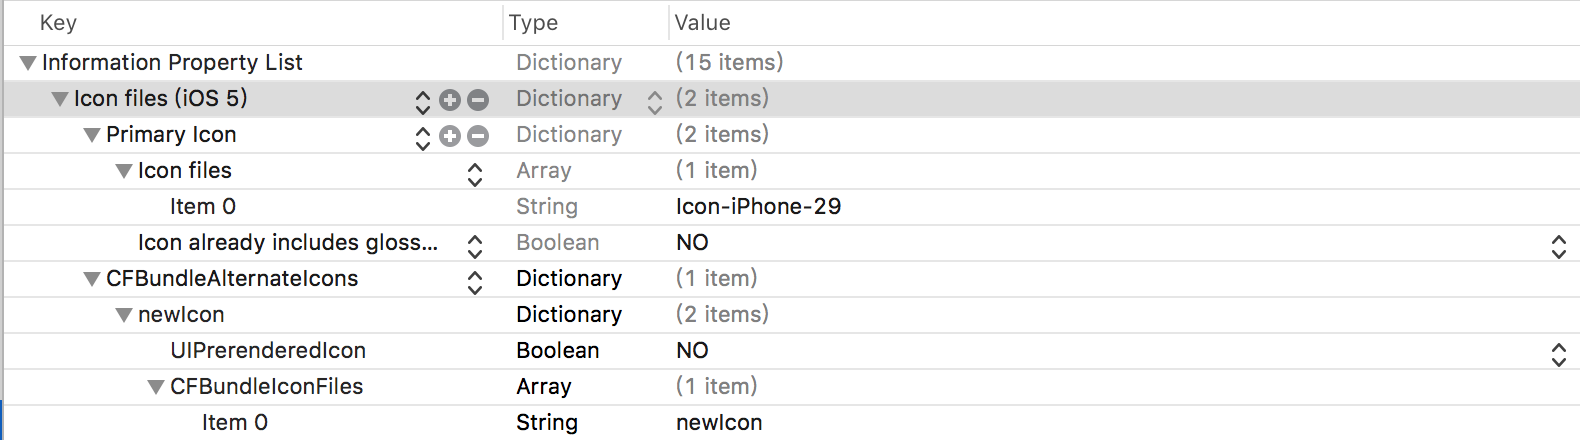 Key Type Value
Information Property List Dictionary (15 items)
Icon files (iOS 5) Dictionary (2 items)
Primary Icon Dictionary (2 items)
Icon files Array (1 item)
Item 0 String Icon-iPhone-29
Icon already includes gloss... Boolean NO
CFBundleAlternateIcons Dictionary (1 item)
newIcon Dictionary (2 items)
UIPrerenderedIcon Boolean NO
CFBundleIconFiles Array (1 item)
Item 0 String newIcon